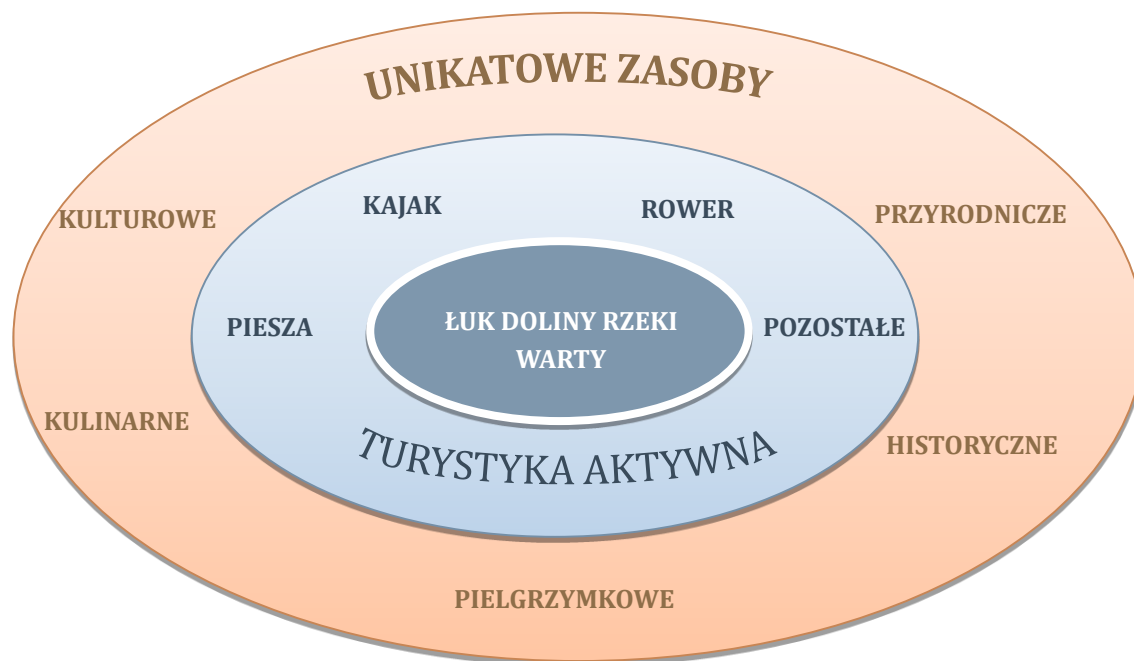 UNIKATOWE ZASOBY
KAJAK
ROWER
KULTUROWE
PRZYRODNICZE
PIESZA
ŁUK DOLINY RZEKI
WARTY
POZOSTAŁE
KULINARNE
TURYSTYKA AKTYWNA
HISTORYCZNE
PIELGRZYMKOWE